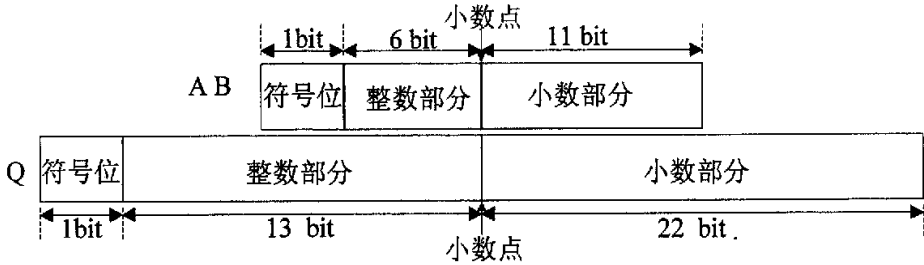 小数点
1bit 6 bit 11 bit
A B 符号位 整数部分 小数部分
Q 符号位 整数部分 小数部分
1bit 13 bit 22 bit .
小数点